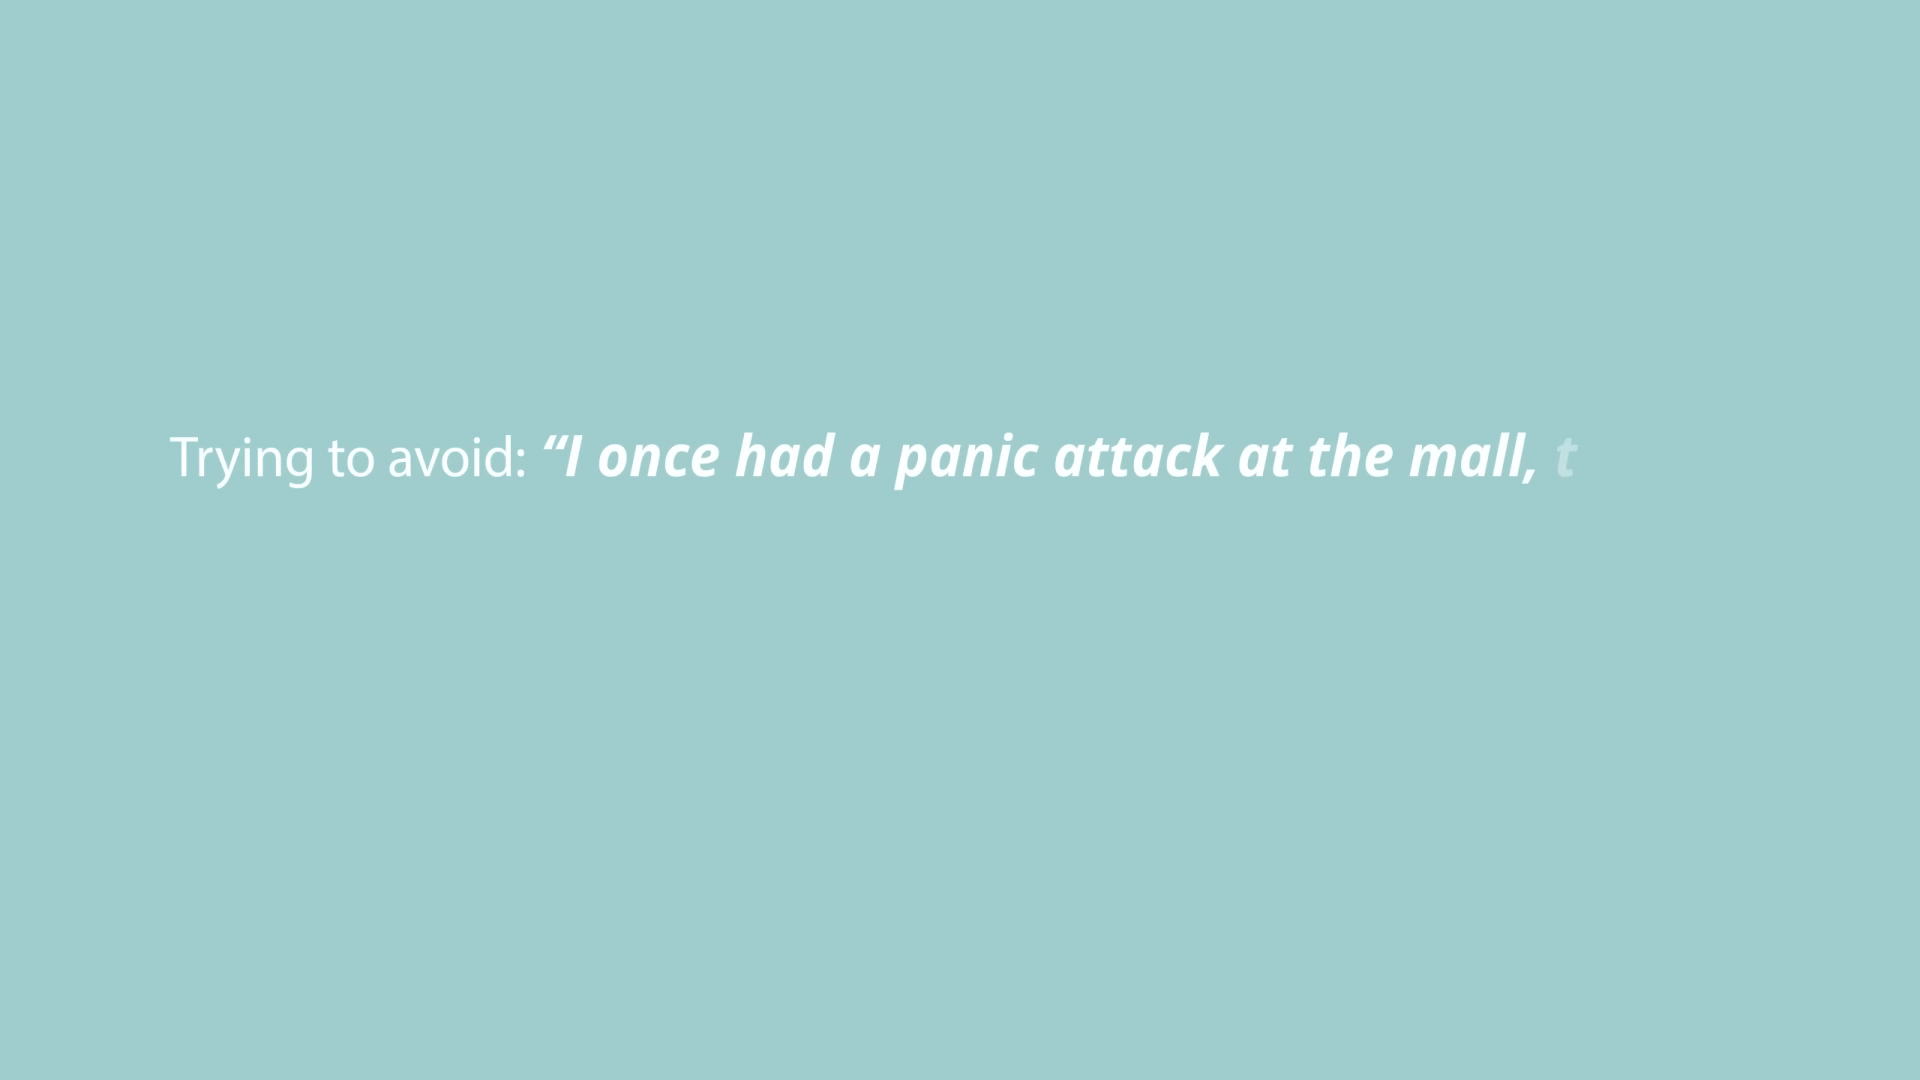 Trying to avoid: “I once had a panic attack at the mall, t